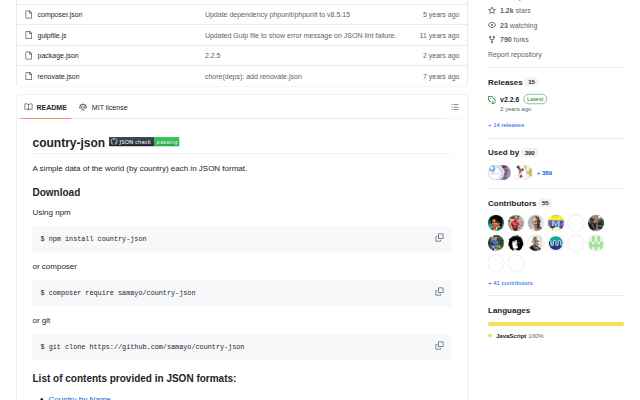 composer.json Update dependency phpunit/phpunit to v8.5.15 5 years ago
gulpfile.js Updated Gulp file to show error message on JSON lint failure. 11 years ago
package.json 2.2.5 2 years ago
renovate.json chore(deps): add renovate.json 7 years ago
README MIT license
country-json JSON check passing
A simple data of the world (by country) each in JSON format.
Download
Using npm
$ npm install country-json
or composer
$ composer require samayo/country-json
or git
$ git clone https://github.com/samayo/country-json
List of contents provided in JSON formats:
Country by Name
1.2k stars
23 watching
790 forks
Report repository
Releases 15
v2.2.6 Latest
2 years ago
+ 14 releases
Used by 390
+ 389
Contributors 55
+ 41 contributors
Languages
JavaScript 100%